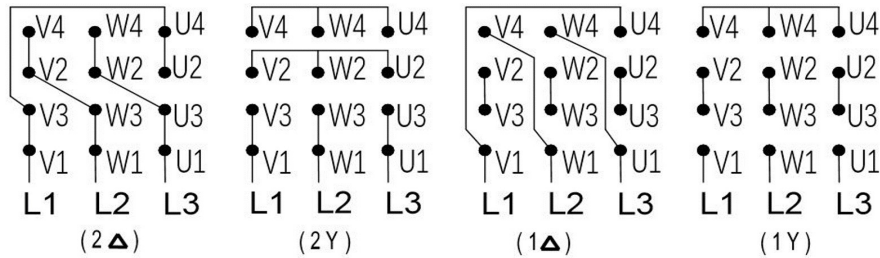 V4 W4 U4 V4 W4 U4 V4 W4 U4 V4 W4 U4
V2 W2 U2 V2 W2 U2 V2 W2 U2 V2 W2 U2
V3 W3 U3 V3 W3 U3 V3 W3 U3 V3 W3 U3
V1 W1 U1 V1 W1 U1 V1 W1 U1 V1 W1 U1
L1 L2 L3 L1 L2 L3 L1 L2 L3 L1 L2 L3
(2 Δ) (2Y) (1Δ) (1Y)